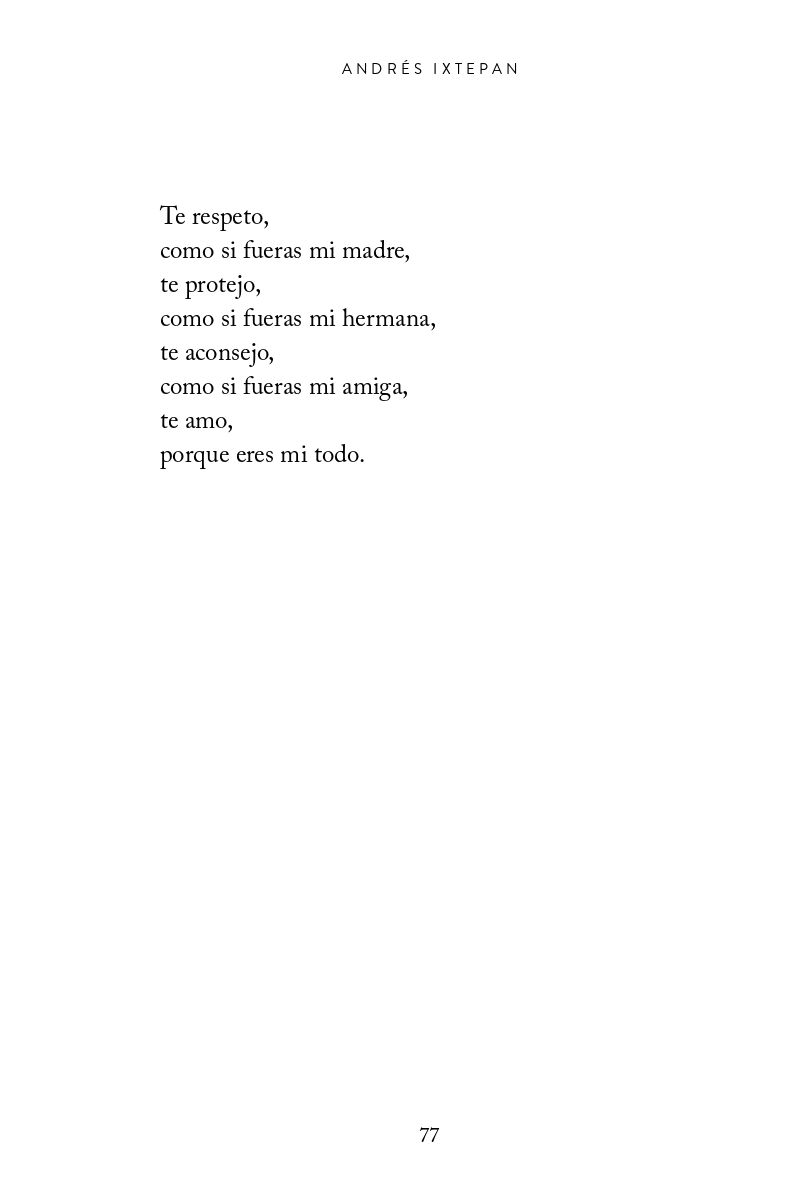 ANDRÉS IXTEPAN
Te respeto,
como si fueras mi madre,
te protejo,
como si fueras mi hermana,
te aconsejo,
como si fueras mi amiga,
te amo,
porque eres mi todo.
77